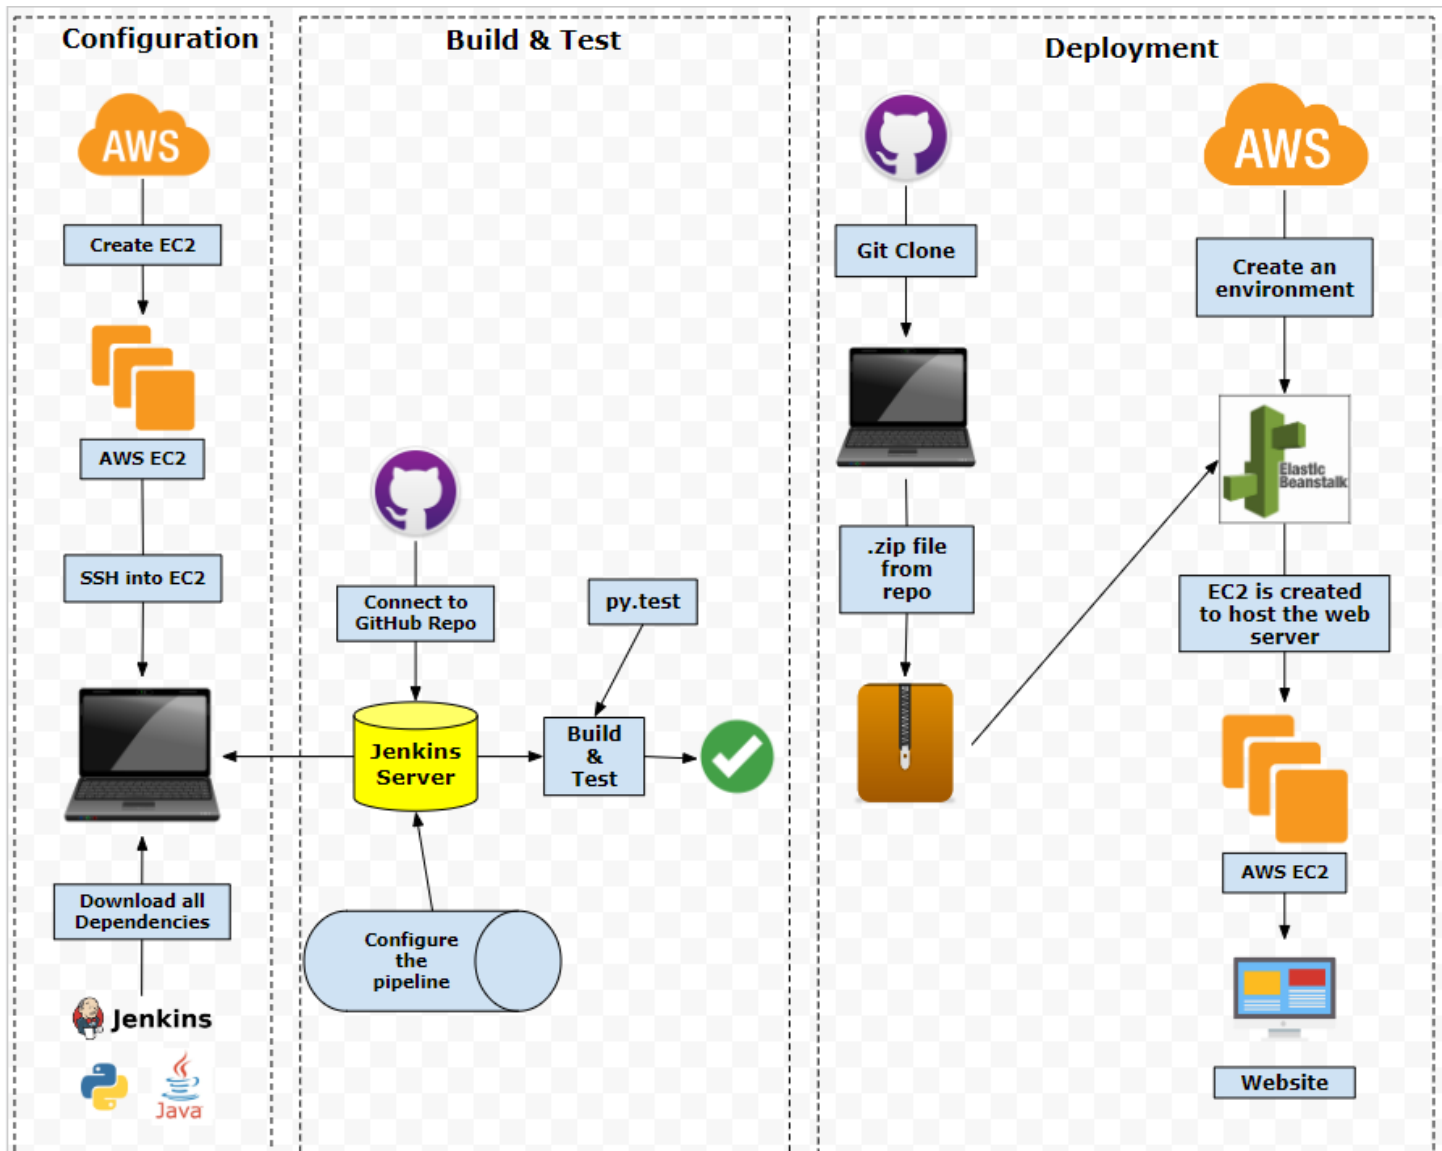 Configuration
AWS
Create EC2
AWS EC2
SSH into EC2
Download all
Dependencies
Jenkins
Java
Build & Test
Connect to
GitHub Repo
py.test
Jenkins
Server
Build
&
Test
Configure
the
pipeline
Deployment
Git Clone
.zip file
from
repo
AWS
Create an
environment
Elastic
Beanstalk
EC2 is created
to host the web
server
AWS EC2
Website